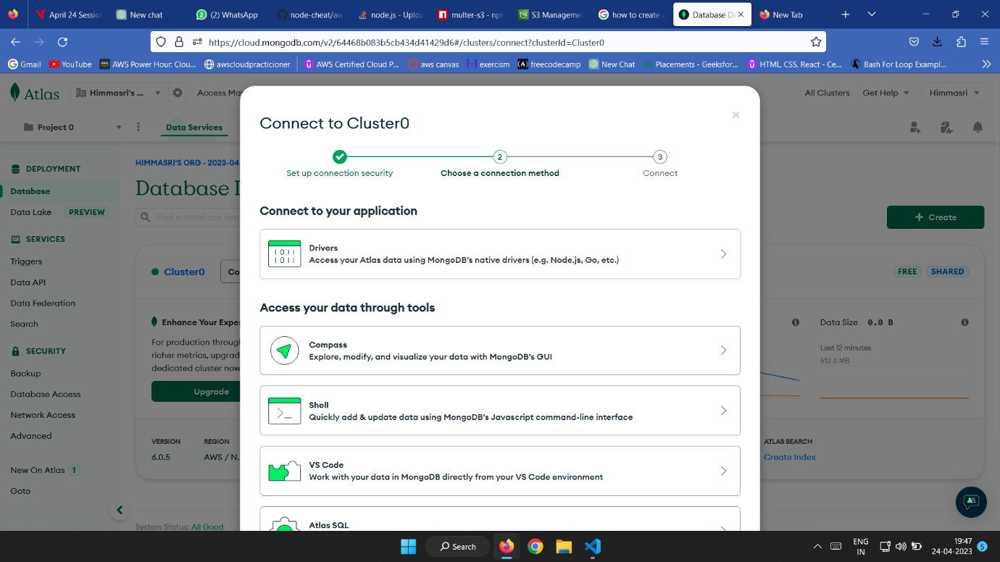 April 24 Session
New chat
(2) WhatsApp
node-cheat/aw
node.js - Uplo
multer-s3 - npm
S3 Management
how to create a
Database De
New Tab
https://cloud.mongodb.com/v2/64468b083b5cb434d41429d6#/clusters/connect?clusterId=Cluster0
Gmail
YouTube
AWS Power Hour: Clou...
awscloudpracticioner
AWS Certified Cloud P...
aws canvas
exercism
freecodecamp
New Chat
Placements - Geeksfor...
HTML, CSS, React - Ce...
Bash For Loop Exampl...
Atlas
Himmasri's ...
Access Ma
All Clusters
Get Help
Himmasri
Project 0
Data Services
Connect to Cluster0
2
3
Set up connection security
Choose a connection method
Connect
DEPLOYMENT
Database
Data Lake
PREVIEW
SERVICES
Triggers
Data API
Data Federation
Search
SECURITY
Backup
Database Access
Network Access
Advanced
New On Atlas 1
Goto
HIMMASRI'S ORG - 2023-04
Database D
Find a database dep
Create
Cluster0
Co
FREE
SHARED
Enhance Your Expe
For production throug
richer metrics, upgrad
dedicated cluster now
Upgrade
VERSION
6.0.5
REGION
AWS / N.
System Status: All Good
Connect to your application
Drivers
Access your Atlas data using MongoDB's native drivers (e.g. Node.js, Go, etc.)
Access your data through tools
Compass
Explore, modify, and visualize your data with MongoDB's GUI
Shell
Quickly add & update data using MongoDB's Javascript command-line interface
VS Code
Work with your data in MongoDB directly from your VS Code environment
Atlas SQL
Data Size 0.0 B
Last 12 minutes
512.0 MB
ATLAS SEARCH
Create Index
Search
ENG
IN
19:47
24-04-2023
5